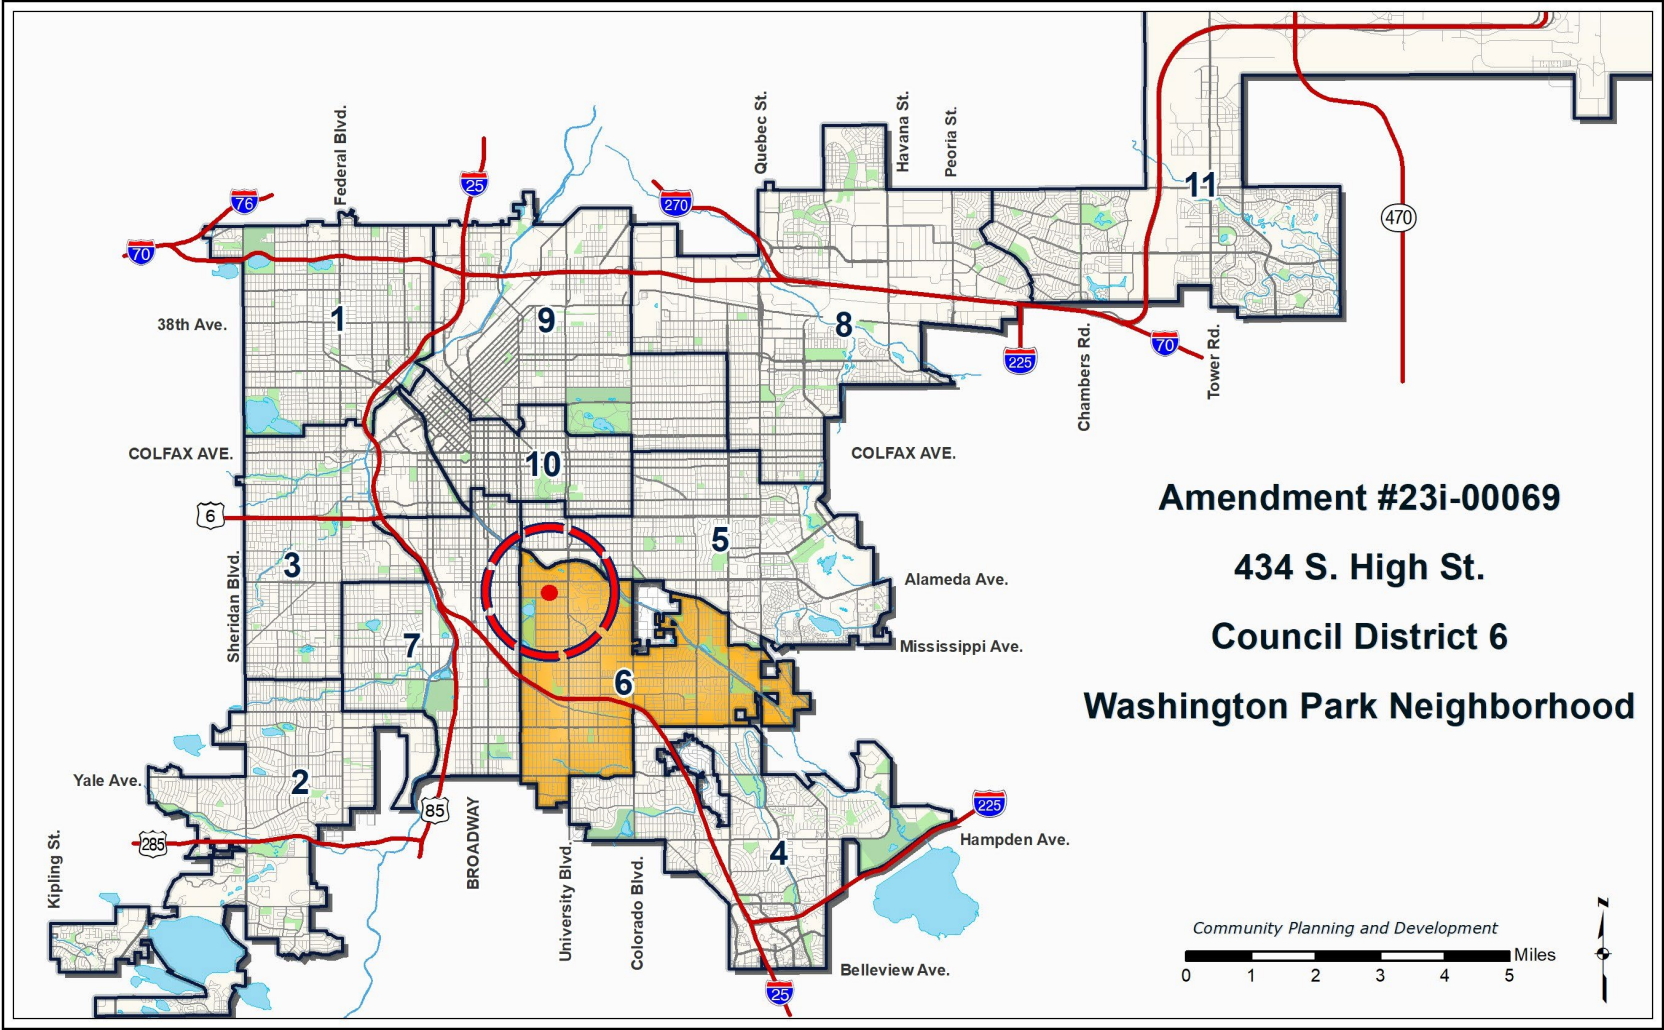 Federal Blvd.
Quebec St.
Havana St.
Peoria St.
76
25
270
70
11
470
1
9
8
38th Ave.
225
70
Chambers Rd.
Tower Rd.
COLFAX AVE.
COLFAX AVE.
10
6
3
5
Sheridan Blvd.
Alameda Ave.
7
Mississippi Ave.
6
Amendment #23i-00069
434 S. High St.
Council District 6
Washington Park Neighborhood
Yale Ave.
2
85
225
285
BROADWAY
Kipling St.
University Blvd.
Colorado Blvd.
4
Hampden Ave.
Belleview Ave.
25
Community Planning and Development
Miles
0 1 2 3 4 5
N